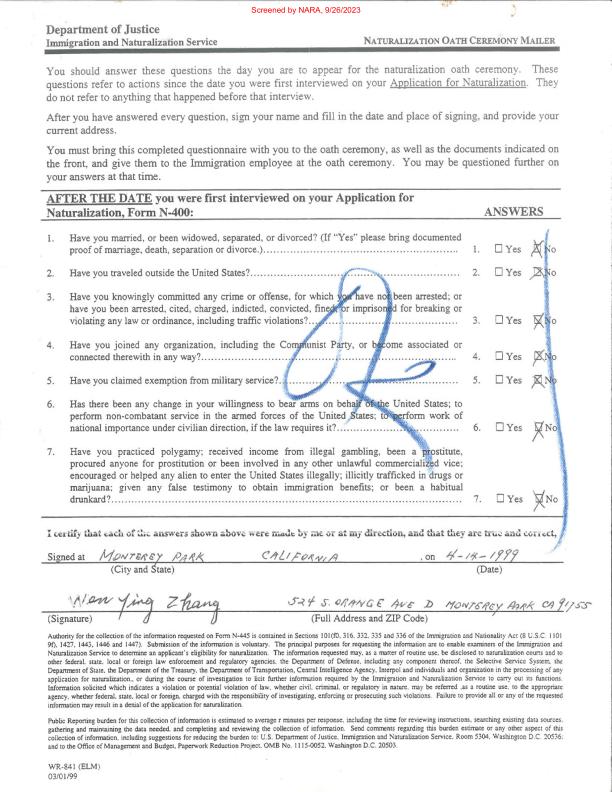 Screened by NARA, 9/26/2023
Department of Justice
Immigration and Naturalization Service NATURALIZATION OATH CEREMONY MAILER
You should answer these questions the day you are to appear for the naturalization oath ceremony. These
questions refer to actions since the date you were first interviewed on your Application for Naturalization. They
do not refer to anything that happened before that interview.
After you have answered every question, sign your name and fill in the date and place of signing, and provide your
current address.
You must bring this completed questionnaire with you to the oath ceremony, as well as the documents indicated on
the front, and give them to the Immigration employee at the oath ceremony. You may be questioned further on
your answers at that time.
AFTER THE DATE you were first interviewed on your Application for
Naturalization, Form N-400: ANSWERS
1. Have you married, or been widowed, separated, or divorced? (If "Yes" please bring documented
proof of marriage, death, separation or divorce.) 1. ☐ Yes ☒ No
2. Have you traveled outside the United States? 2. ☐ Yes ☒ No
3. Have you knowingly committed any crime or offense, for which you have not been arrested; or
have you been arrested, cited, charged, indicted, convicted, fined, or imprisoned for breaking or
violating any law or ordinance, including traffic violations? 3. ☐ Yes ☒ No
4. Have you joined any organization, including the Communist Party, or become associated or
connected therewith in any way? 4. ☐ Yes ☒ No
5. Have you claimed exemption from military service? 5. ☐ Yes ☒ No
6. Has there been any change in your willingness to bear arms on behalf of the United States; to
perform non-combatant service in the armed forces of the United States; to perform work of
national importance under civilian direction, if the law requires it? 6. ☐ Yes ☒ No
7. Have you practiced polygamy; received income from illegal gambling, been a prostitute,
procured anyone for prostitution or been involved in any other unlawful commercialized vice;
encouraged or helped any alien to enter the United States illegally; illicitly trafficked in drugs or
marijuana; given any false testimony to obtain immigration benefits; or been a habitual
drunkard? 7. ☐ Yes ☒ No
I certify that each of the answers shown above were made by me or at my direction, and that they are true and correct,
Signed at MONTEREY PARK CALIFORNIA , on 4-14-1999
(City and State) (Date)
Wen Ying Zhang 524 S. ORANGE AVE D MONTEREY PARK CA 91755
(Signature) (Full Address and ZIP Code)
Authority for the collection of the information requested on Form N-445 is contained in Sections 101(f), 316, 332, 335 and 336 of the Immigration and Nationality Act (8 U.S.C. 1101
9f), 1427, 1443, 1446 and 1447). Submission of the information is voluntary. The principal purposes for requesting the information are to enable examiners of the Immigration and
Naturalization Service to determine an applicant's eligibility for naturalization. The information requested may, as a matter of routine use, be disclosed to naturalization courts and to
other federal, state, local or foreign law enforcement and regulatory agencies, the Department of Defense, including any component thereof, the Selective Service System, the
Department of State, the Department of the Treasury, the Department of Transportation, Central Intelligence Agency, Interpol and individuals and organization in the processing of any
application for naturalization., or during the course of investigation to licit further information required by the Immigration and Naturalization Service to carry out its functions.
Information solicited which indicates a violation or potential violation of law, whether civil, criminal, or regulatory in nature, may be referred ,as a routine use, to the appropriate
agency, whether federal, state, local or foreign, charged with the responsibility of investigating, enforcing or prosecuting such violations. Failure to provide all or any of the requested
information may result in a denial of the application for naturalization.
Public Reporting burden for this collection of information is estimated to average minutes per response, including the time for reviewing instructions, searching existing data sources,
gathering and maintaining the data needed, and completing and reviewing the collection of information. Send comments regarding this burden estimate or any other aspect of this
collection of information, including suggestions for reducing the burden to: U.S. Department of Justice. Immigration and Naturalization Service. Room 5304, Washington D.C. 20536;
and to the Office of Management and Budget, Paperwork Reduction Project, OMB No. 1115-0052. Washington D.C. 20503.
WR-841 (ELM)
03/01/99